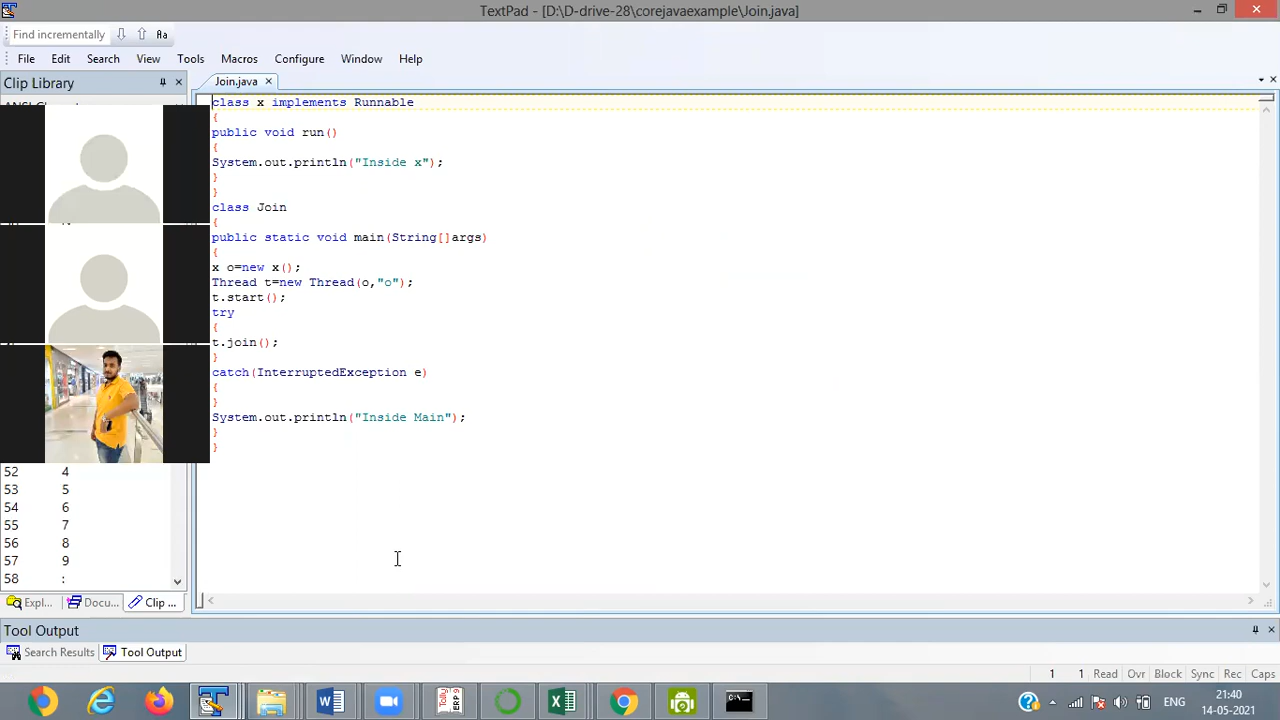 TextPad - [D:\D-drive-28\corejavaexample\Join.java]
Find incrementally
Aa
File Edit Search View Tools Macros Configure Window Help
Clip Library
Join.java
class x implements Runnable
{
public void run()
{
System.out.println("Inside x");
}
}
class Join
{
public static void main(String[]args)
{
x o=new x();
Thread t=new Thread(o,"o");
t.start();
try
{
t.join();
}
catch(InterruptedException e)
{
}
System.out.println("Inside Main");
}
}
52 4
53 5
54 6
55 7
56 8
57 9
58 :
Expl... Docu... Clip ...
Tool Output
Search Results Tool Output
1 1 Read Ovr Block Sync Rec Caps
Tally ERP 9
ENG
21:40
14-05-2021